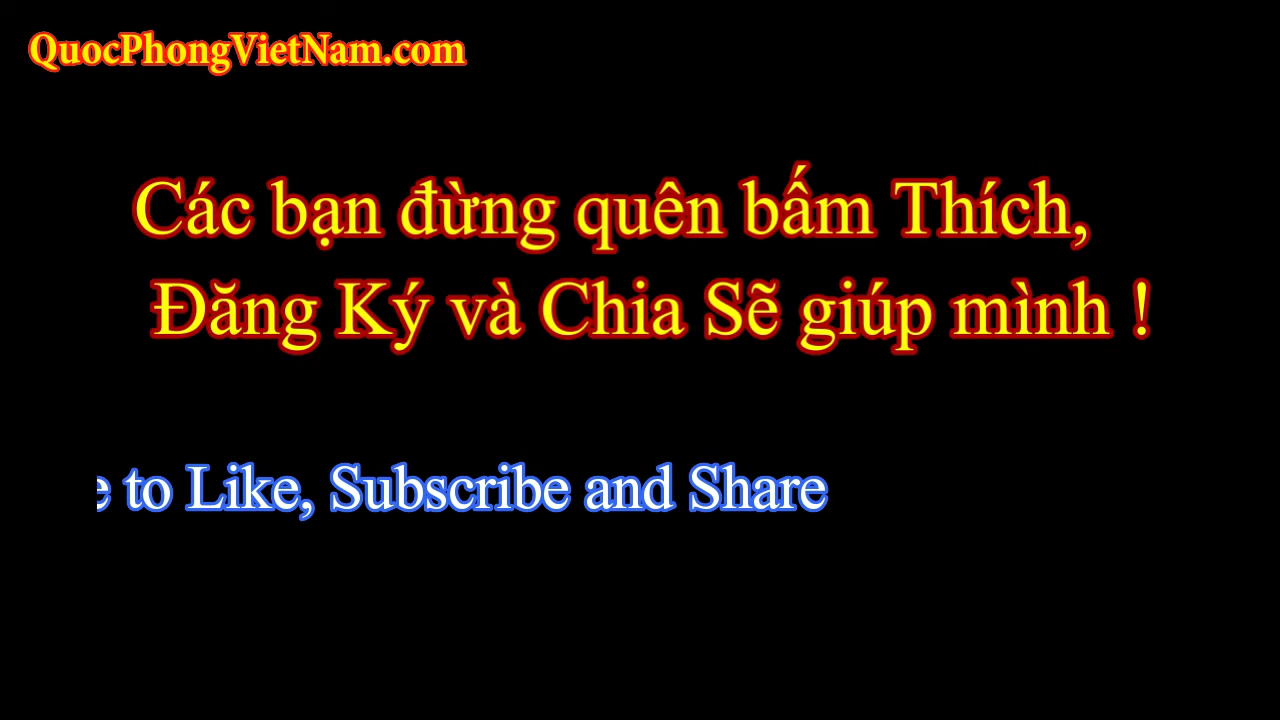 QuocPhongVietNam.com
Các bạn đừng quên bấm Thích,
Đăng Ký và Chia Sẽ giúp mình !
e to Like, Subscribe and Share